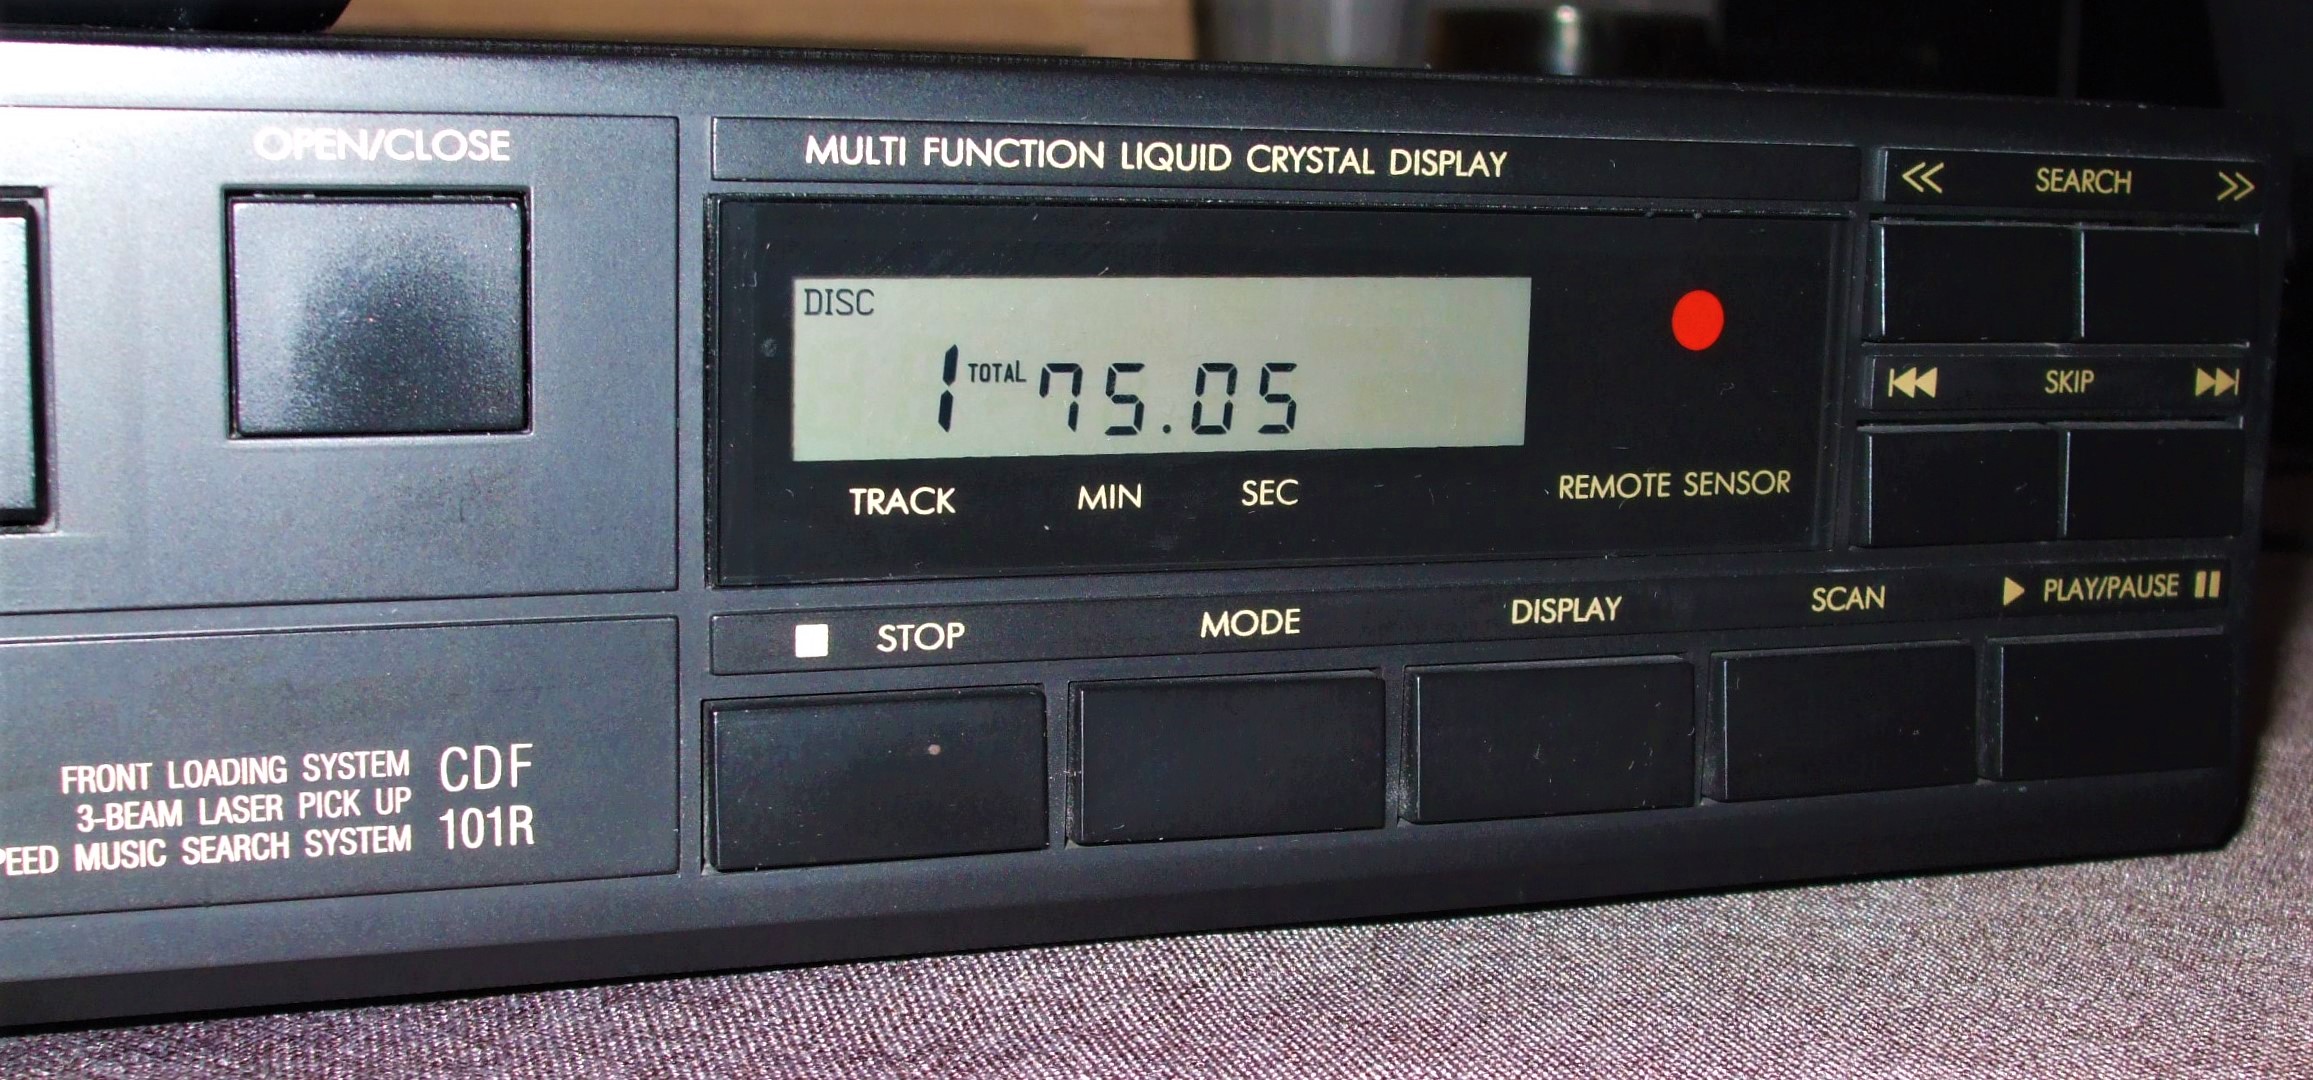 OPEN/CLOSE
MULTI FUNCTION LIQUID CRYSTAL DISPLAY
<< SEARCH >>
DISC
1 TOTAL 75.05
TRACK MIN SEC
REMOTE SENSOR
SKIP
STOP MODE DISPLAY SCAN PLAY/PAUSE
FRONT LOADING SYSTEM
3-BEAM LASER PICK UP
PEED MUSIC SEARCH SYSTEM
CDF
101R